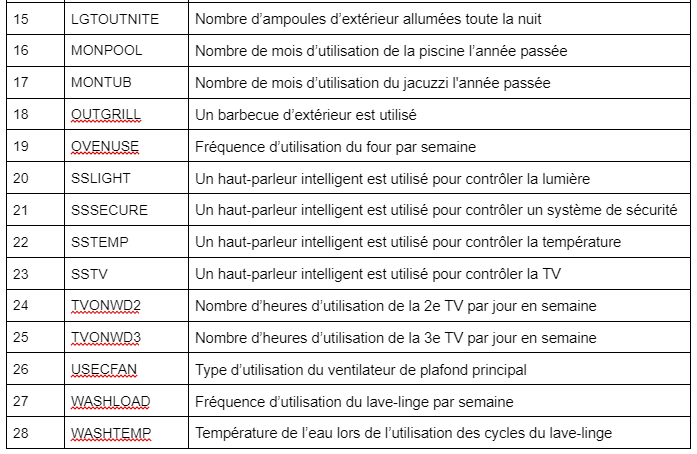 15 LGTOUTNITE Nombre d’ampoules d’extérieur allumées toute la nuit
16 MONPOOL Nombre de mois d’utilisation de la piscine l’année passée
17 MONTUB Nombre de mois d’utilisation du jacuzzi l'année passée
18 OUTGRILL Un barbecue d’extérieur est utilisé
19 OVENUSE Fréquence d’utilisation du four par semaine
20 SSLIGHT Un haut-parleur intelligent est utilisé pour contrôler la lumière
21 SSSECURE Un haut-parleur intelligent est utilisé pour contrôler un système de sécurité
22 SSTEMP Un haut-parleur intelligent est utilisé pour contrôler la température
23 SSTV Un haut-parleur intelligent est utilisé pour contrôler la TV
24 TVONWD2 Nombre d’heures d’utilisation de la 2e TV par jour en semaine
25 TVONWD3 Nombre d’heures d’utilisation de la 3e TV par jour en semaine
26 USECFAN Type d’utilisation du ventilateur de plafond principal
27 WASHLOAD Fréquence d’utilisation du lave-linge par semaine
28 WASHTEMP Température de l’eau lors de l’utilisation des cycles du lave-linge